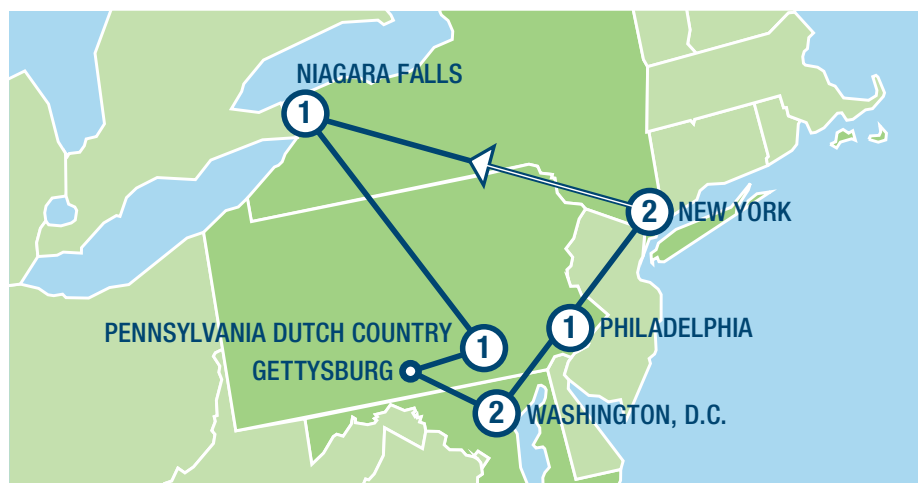 NIAGARA FALLS
1
2 NEW YORK
1 PHILADELPHIA
PENNSYLVANIA DUTCH COUNTRY 1
GETTYSBURG
2 WASHINGTON, D.C.